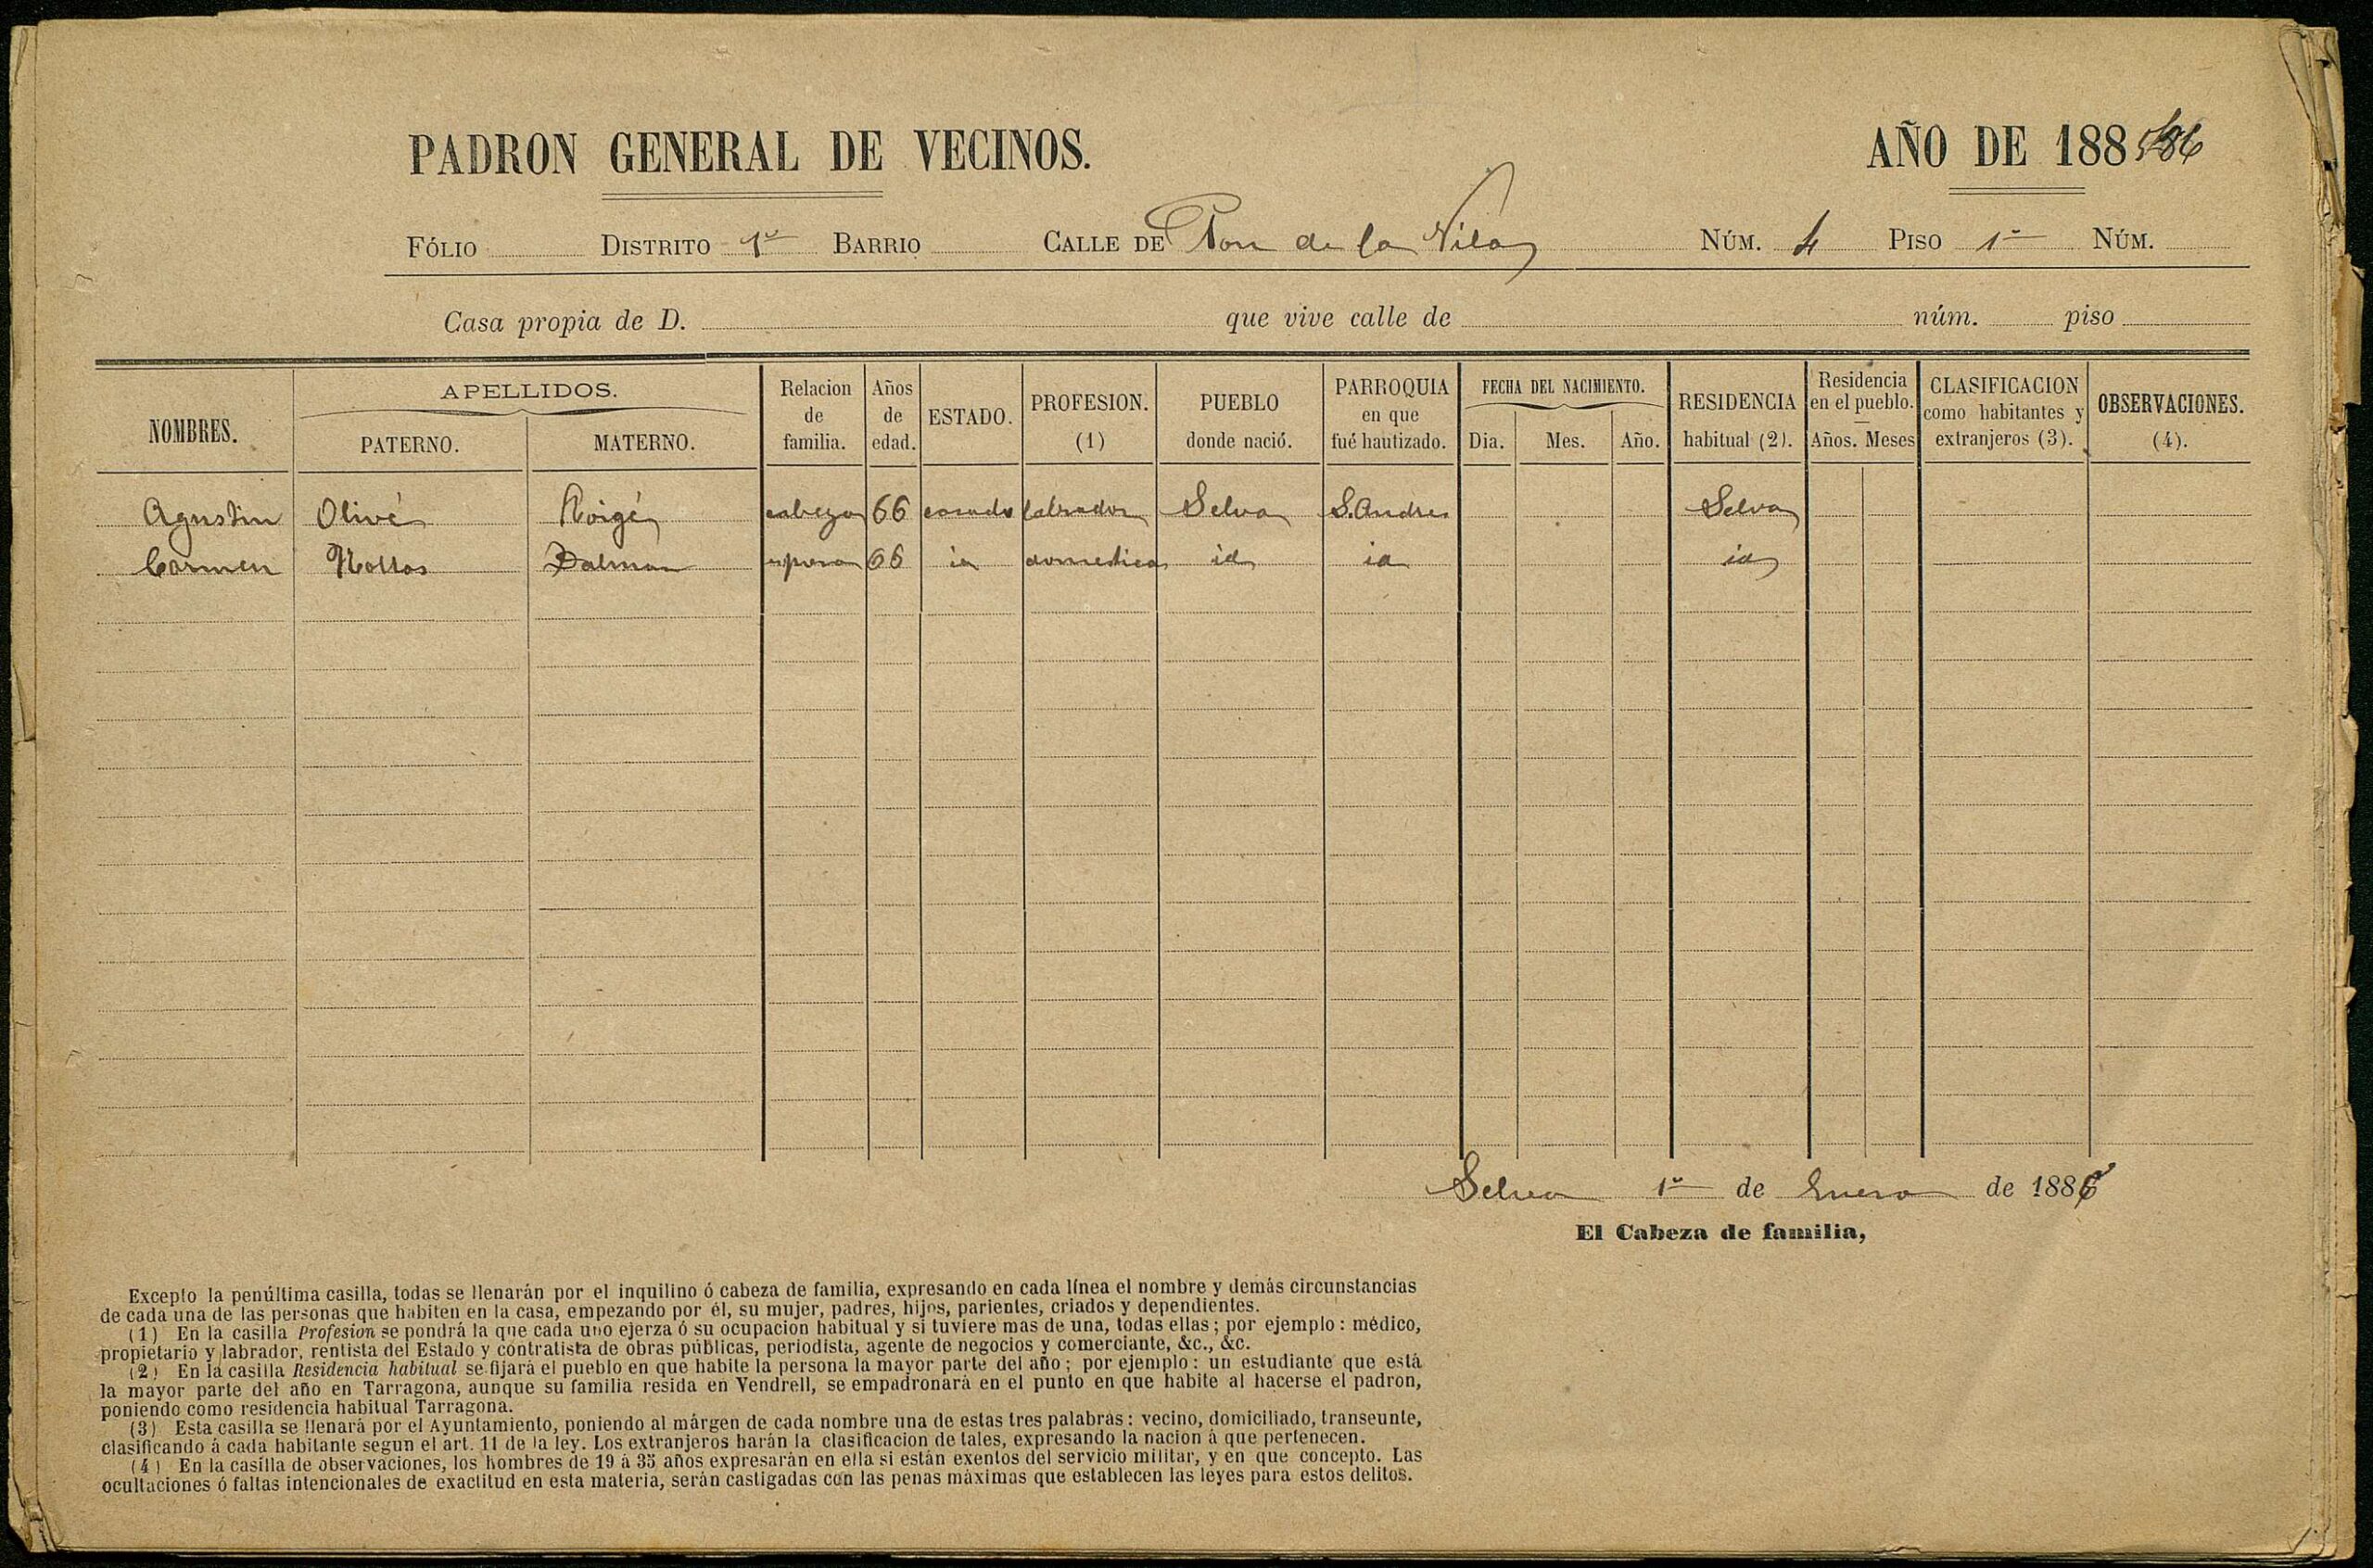 PADRON GENERAL DE VECINOS. AÑO DE 188586
FÓLIO DISTRITO 1º BARRIO CALLE DE Pou de la Vila NÚM. 4 PISO 1º NÚM.
Casa propia de D. que vive calle de núm. piso
NOMBRES. APELLIDOS. PATERNO. MATERNO. Relacion de familia. Años de edad. ESTADO. PROFESION. (1) PUEBLO donde nació. PARROQUIA en que fué bautizado. FECHA DEL NACIMIENTO. Dia. Mes. Año. RESIDENCIA habitual (2). Residencia en el pueblo. Años. Meses CLASIFICACION como habitantes y extranjeros (3). OBSERVACIONES. (4).
Agustin Olivé Roigé cabeza 66 casado labrador Selva S. Andres Selva
Carmen Dalmau esposa 66 id domestica id id id
Selva 1º de Enero de 1886
El Cabeza de familia,
Excepto la penúltima casilla, todas se llenarán por el inquilino ó cabeza de familia, expresando en cada línea el nombre y demás circunstancias
de cada una de las personas que habiten en la casa, empezando por él, su mujer, padres, hijos, parientes, criados y dependientes.
(1) En la casilla Profesion se pondrá la que cada uno ejerza ó su ocupacion habitual y si tuviere mas de una, todas ellas; por ejemplo: médico,
propietario y labrador, rentista del Estado y contratista de obras públicas, periodista, agente de negocios y comerciante, &c., &c.
(2) En la casilla Residencia habitual se fijará el pueblo en que habite la persona la mayor parte del año; por ejemplo: un estudiante que está
la mayor parte del año en Tarragona, aunque su familia resida en Vendrell, se empadronará en el punto en que habite al hacerse el padron,
poniendo como residencia habitual Tarragona.
(3) Esta casilla se llenará por el Ayuntamiento, poniendo al márgen de cada nombre una de estas tres palabras: vecino, domiciliado, transeunte,
clasificando á cada habitante segun el art. 11 de la ley. Los extranjeros harán la clasificacion de tales, expresando la nacion á que pertenecen.
(4) En la casilla de observaciones, los hombres de 19 á 35 años expresarán en ella si están exentos del servicio militar, y en que concepto. Las
ocultaciones ó faltas intencionales de exactitud en esta materia, serán castigadas con las penas máximas que establecen las leyes para estos delitos.